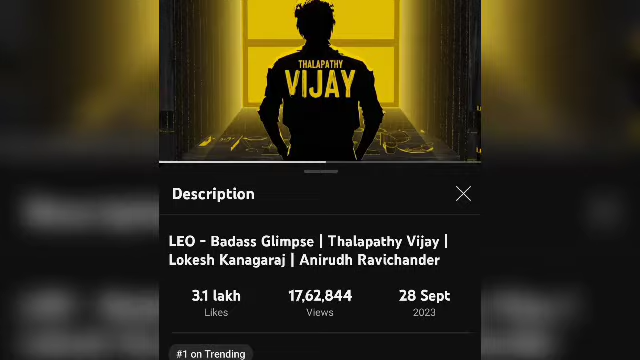 THALAPATHY
VIJAY
Description
LEO - Badass Glimpse | Thalapathy Vijay |
Lokesh Kanagaraj | Anirudh Ravichander
3.1 lakh 17,62,844 28 Sept
Likes Views 2023
#1 on Trending